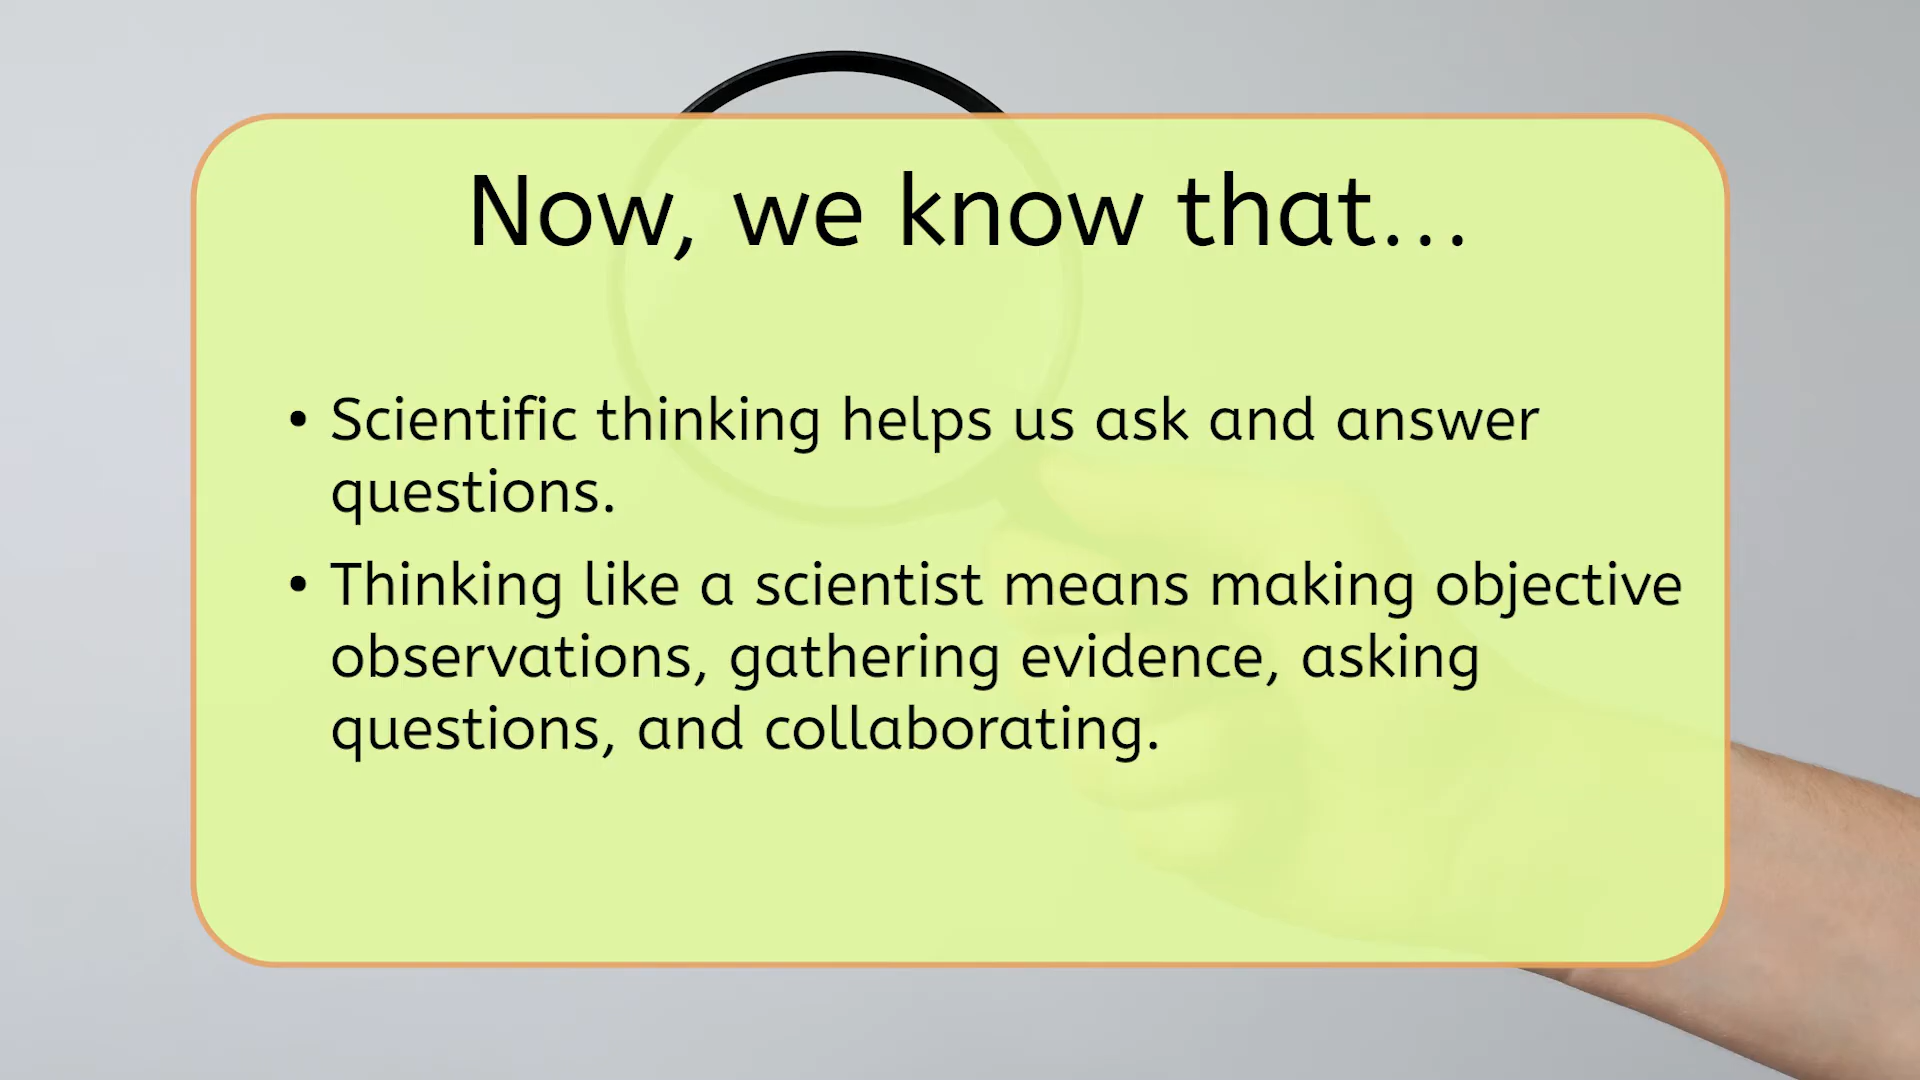 Now, we know that...
• Scientific thinking helps us ask and answer
questions.
• Thinking like a scientist means making objective
observations, gathering evidence, asking
questions, and collaborating.